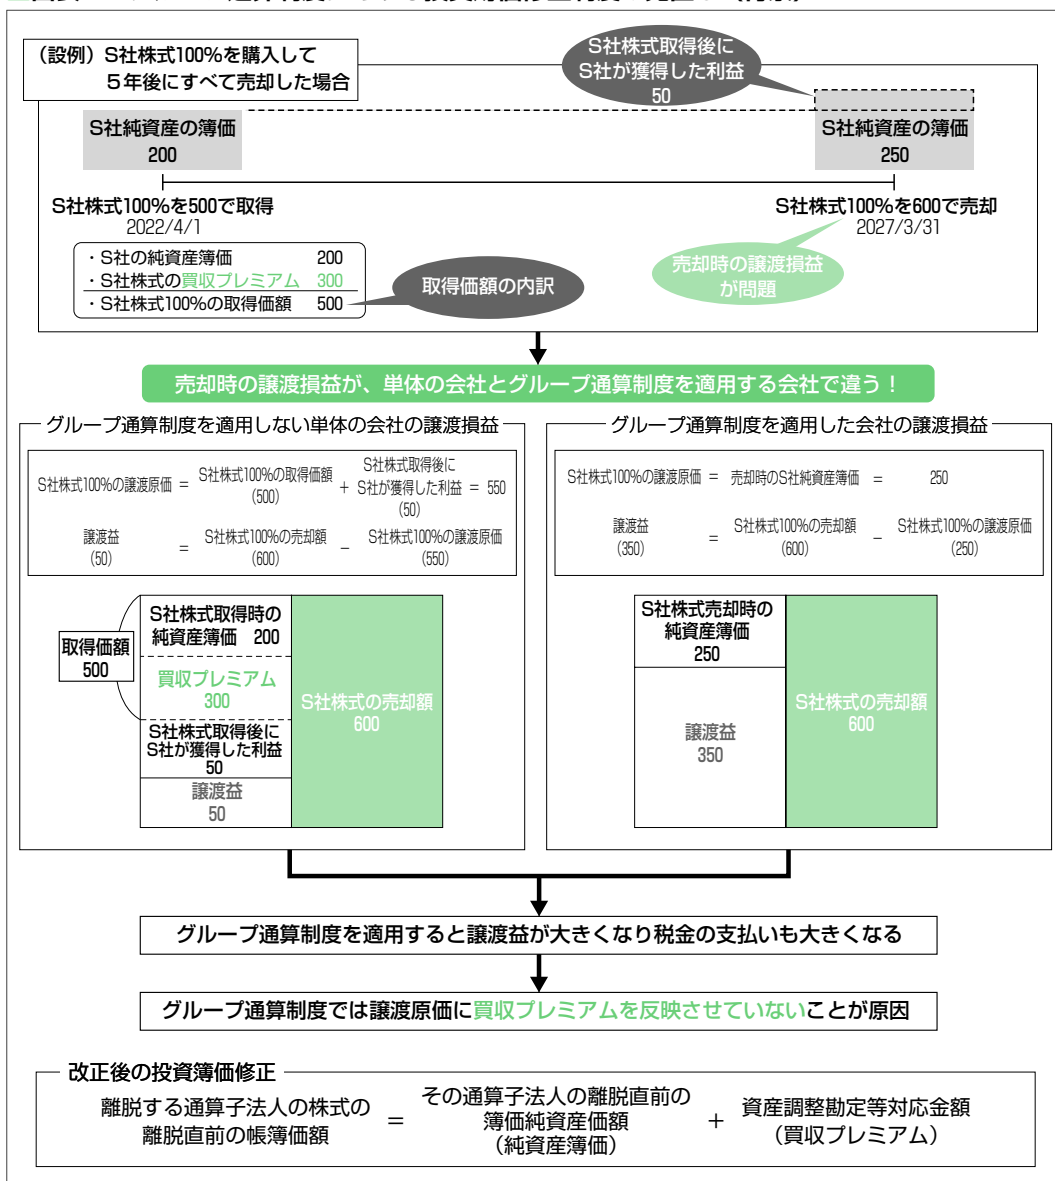 (設例)S社株式100%を購入して
5年後にすべて売却した場合
S社株式取得後に
S社が獲得した利益
50
S社純資産の簿価
200
S社純資産の簿価
250
S社株式100%を500で取得
2022/4/1
S社株式100%を600で売却
2027/3/31
・S社の純資産簿価 200
・S社株式の買収プレミアム 300
・S社株式100%の取得価額 500
取得価額の内訳
売却時の譲渡損益
が問題
売却時の譲渡損益が、単体の会社とグループ通算制度を適用する会社で違う!
グループ通算制度を適用しない単体の会社の譲渡損益
S社株式100%の譲渡原価 = S社株式100%の取得価額 (500) + S社株式取得後に S社が獲得した利益 (50) = 550
譲渡益 (50) = S社株式100%の売却額 (600) − S社株式100%の譲渡原価 (550)
取得価額
500
S社株式取得時の
純資産簿価 200
買収プレミアム
300
S社株式取得後に
S社が獲得した利益
50
譲渡益
50
S社株式の売却額
600
グループ通算制度を適用した会社の譲渡損益
S社株式100%の譲渡原価 = 売却時のS社純資産簿価 = 250
譲渡益 (350) = S社株式100%の売却額 (600) − S社株式100%の譲渡原価 (250)
S社株式売却時の
純資産簿価
250
譲渡益
350
S社株式の売却額
600
グループ通算制度を適用すると譲渡益が大きくなり税金の支払いも大きくなる
グループ通算制度では譲渡原価に買収プレミアムを反映させていないことが原因
改正後の投資簿価修正
離脱する通算子法人の株式の
離脱直前の帳簿価額
=
その通算子法人の離脱直前の
簿価純資産価額
(純資産簿価)
+
資産調整勘定等対応金額
(買収プレミアム)